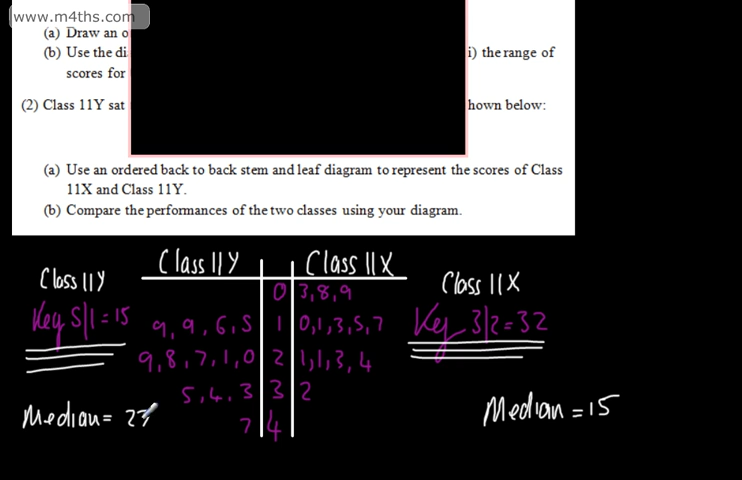 www.m4ths.com
(a) Draw an o
(b) Use the di i) the range of
scores for
(2) Class 11Y sat hown below:
(a) Use an ordered back to back stem and leaf diagram to represent the scores of Class
11X and Class 11Y.
(b) Compare the performances of the two classes using your diagram.
Class 11Y Class 11X
Class 11Y
Key 5|1 = 15
Class 11X
Key 3|2 = 32
0 3, 8, 9
9, 9, 6, 5 1 0, 1, 3, 5, 7
9, 8, 7, 1, 0 2 1, 1, 3, 4
5, 4, 3 3 2
7 4
Median = 27
Median = 15